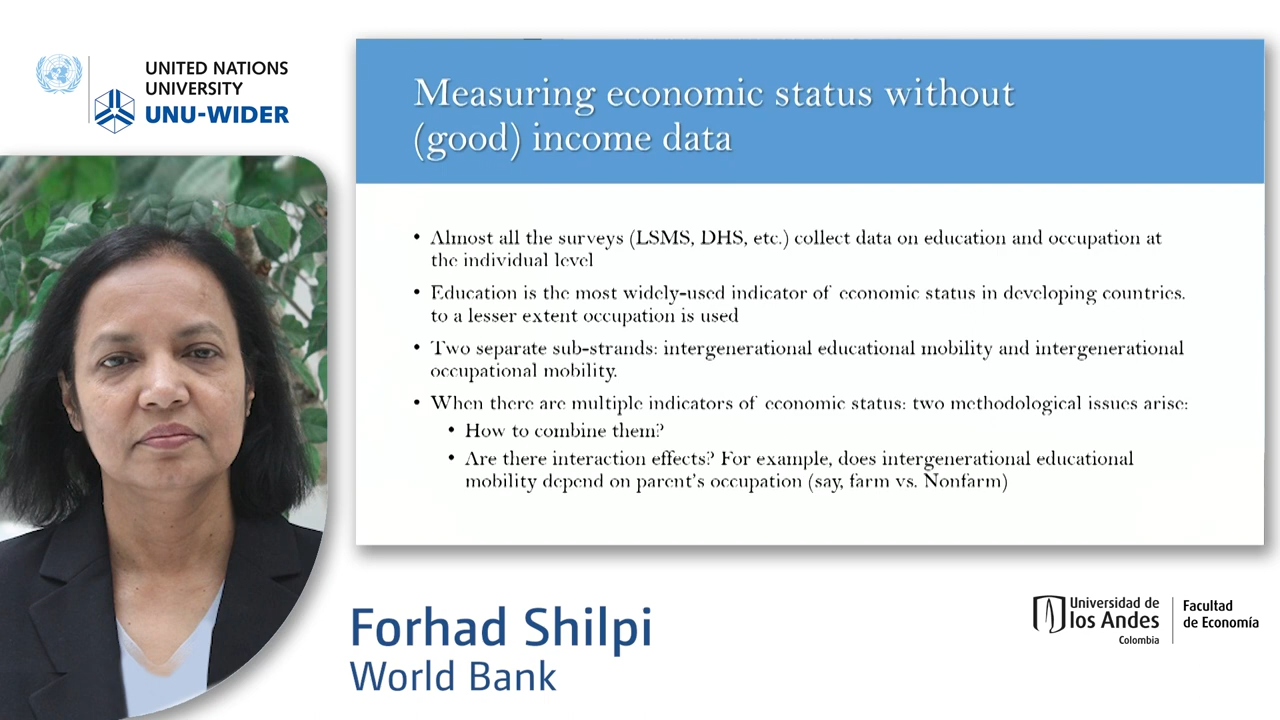 UNITED NATIONS
UNIVERSITY
UNU-WIDER
Measuring economic status without
(good) income data
• Almost all the surveys (LSMS, DHS, etc.) collect data on education and occupation at
the individual level
• Education is the most widely-used indicator of economic status in developing countries.
to a lesser extent occupation is used
• Two separate sub-strands: intergenerational educational mobility and intergenerational
occupational mobility.
• When there are multiple indicators of economic status: two methodological issues arise:
• How to combine them?
• Are there interaction effects? For example, does intergenerational educational
mobility depend on parent's occupation (say, farm vs. Nonfarm)
Forhad Shilpi
World Bank
Universidad de
los Andes
Colombia
Facultad
de Economía